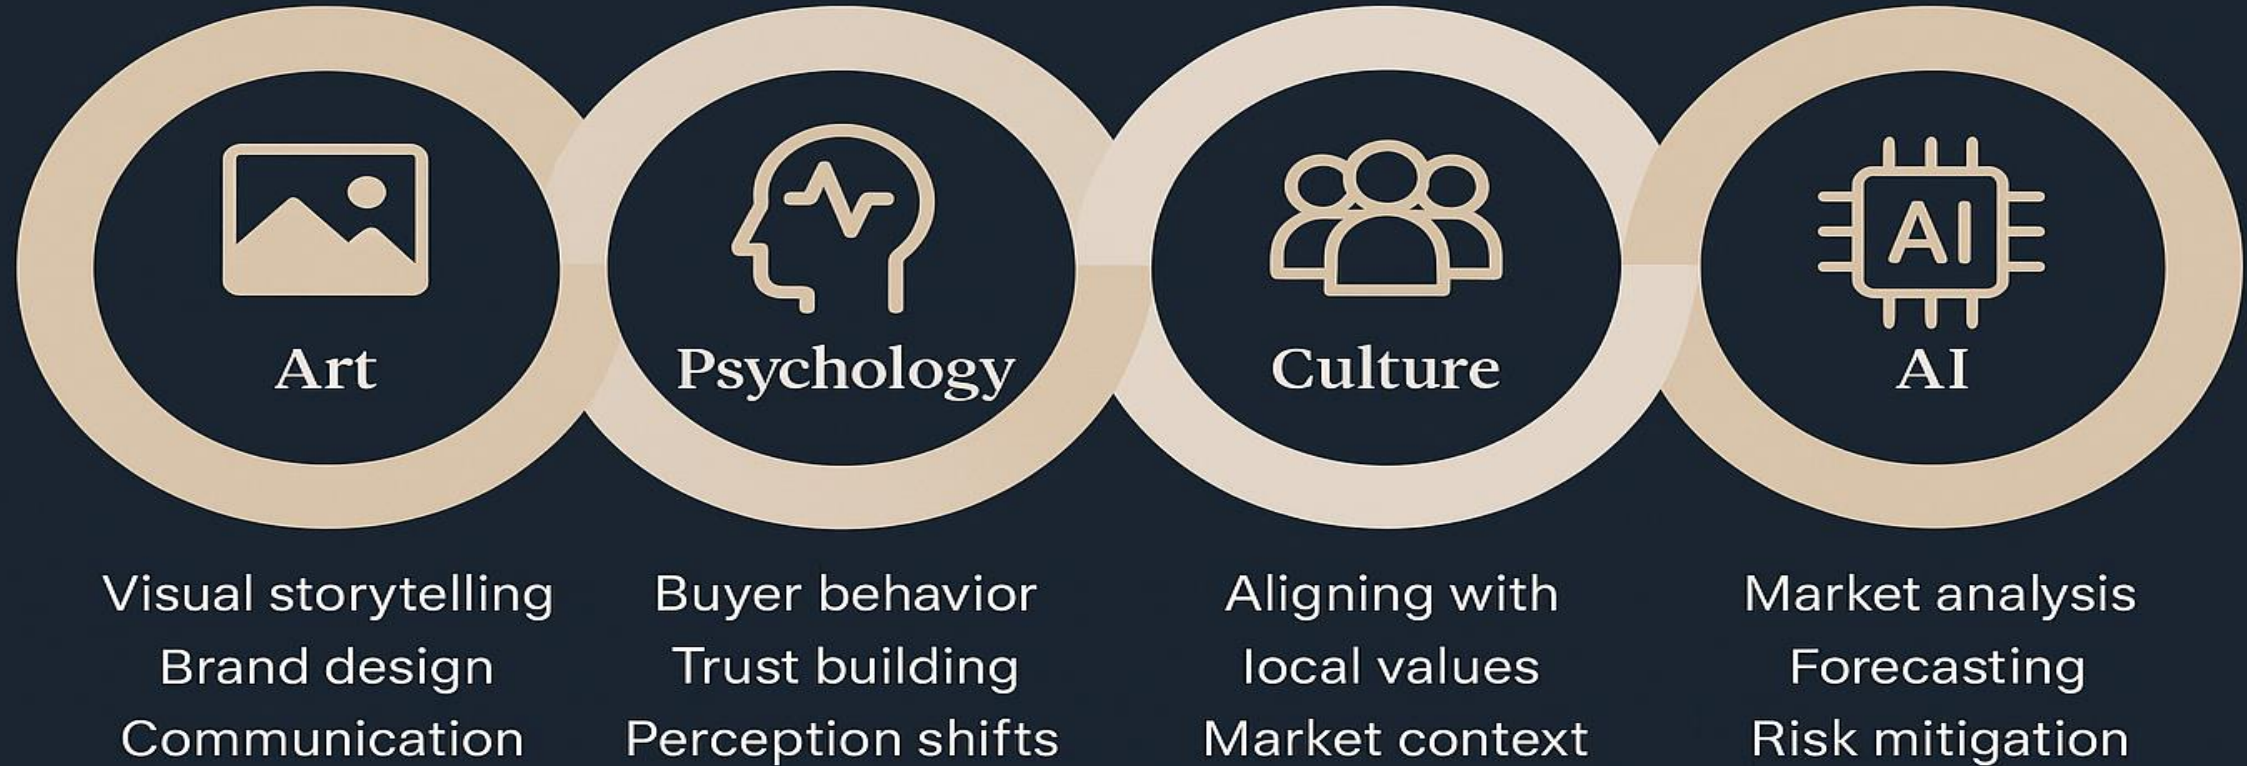 AI
Art
Psychology
Culture
AI
Visual storytelling
Brand design
Communication
Buyer behavior
Trust building
Perception shifts
Aligning with
local values
Market context
Market analysis
Forecasting
Risk mitigation